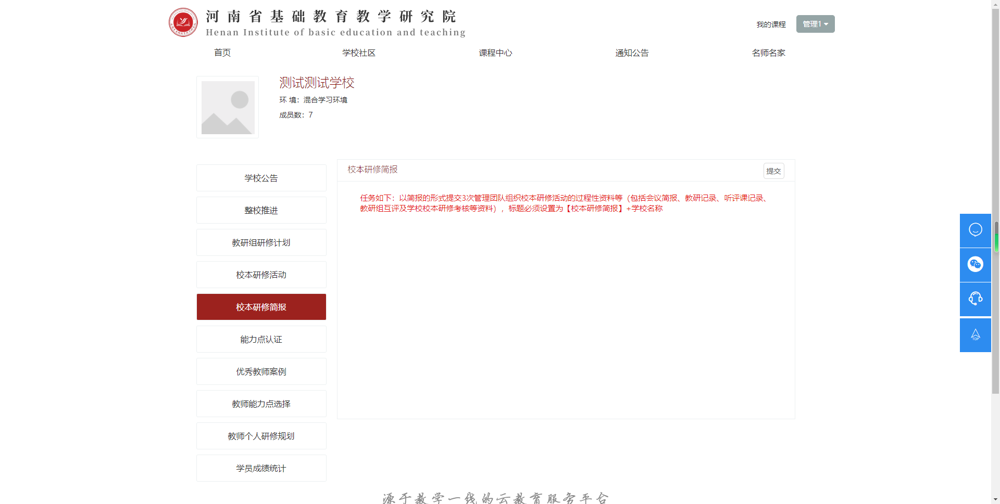 河南省基础教育教学研究院
Henan Institute of basic education and teaching
我的课程
管理1
首页
学校社区
课程中心
通知公告
名师名家
测试测试学校
环 境：混合学习环境
成员数：7
学校公告
整校推进
教研组研修计划
校本研修活动
校本研修简报
能力点认证
优秀教师案例
教师能力点选择
教师个人研修规划
学员成绩统计
校本研修简报
提交
任务如下：以简报的形式提交3次管理团队组织校本研修活动的过程性资料等（包括会议简报、教研记录、听评课记录、
教研组互评及学校校本研修考核等资料），标题必须设置为【校本研修简报】+学校名称
TOP
源于教学一线的云教育服务平台